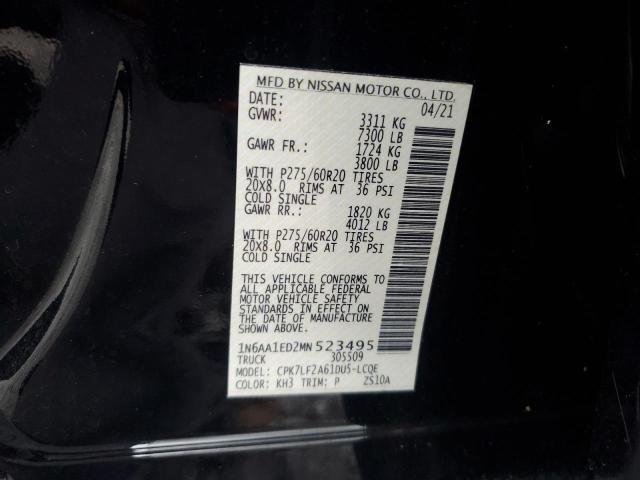 MFD BY NISSAN MOTOR CO., LTD.
DATE: 04/21
GVWR: 3311 KG
7300 LB
GAWR FR.: 1724 KG
3800 LB
WITH P275/60R20 TIRES
20X8.0 RIMS AT 36 PSI
COLD SINGLE
GAWR RR.: 1820 KG
4012 LB
WITH P275/60R20 TIRES
20X8.0 RIMS AT 36 PSI
COLD SINGLE
THIS VEHICLE CONFORMS TO
ALL APPLICABLE FEDERAL
MOTOR VEHICLE SAFETY
STANDARDS IN EFFECT ON
THE DATE OF MANUFACTURE
SHOWN ABOVE.
1N6AA1ED2MN523495
TRUCK 305509
MODEL: CPK7LF2A61DU5-LCQE
COLOR: KH3 TRIM: P ZS10A